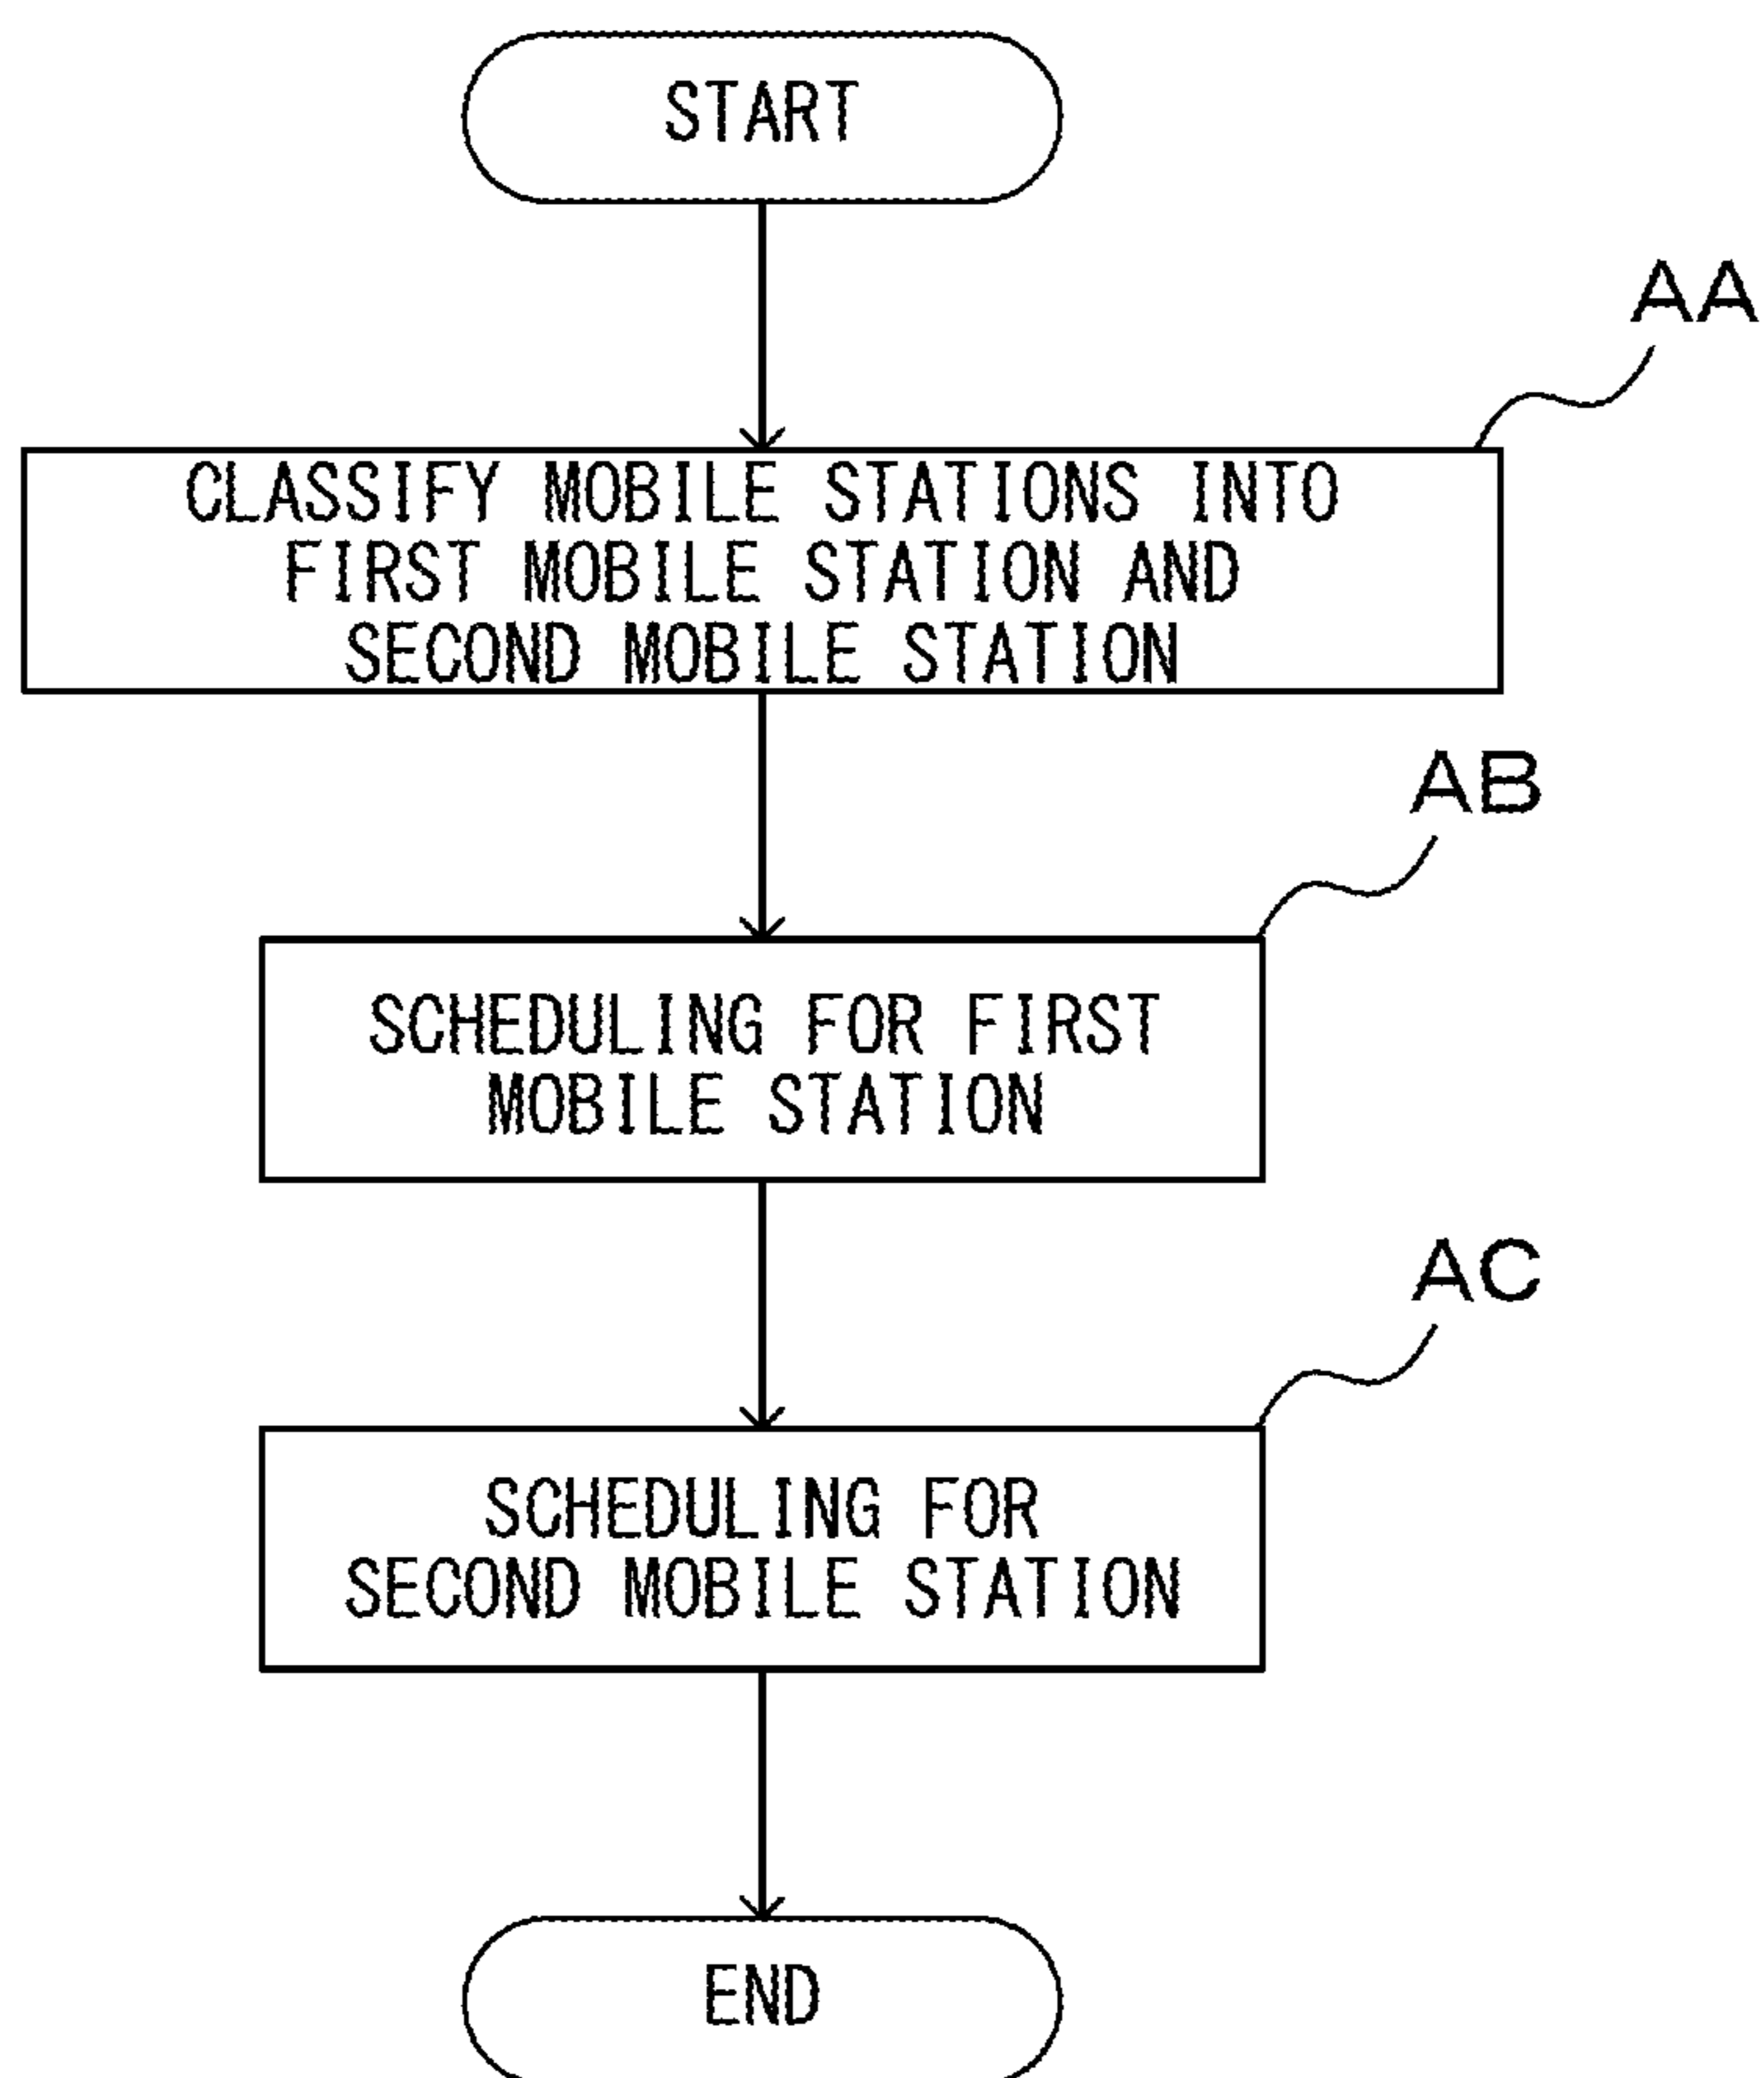 START
AA
CLASSIFY MOBILE STATIONS INTO
FIRST MOBILE STATION AND
SECOND MOBILE STATION
AB
SCHEDULING FOR FIRST
MOBILE STATION
AC
SCHEDULING FOR
SECOND MOBILE STATION
END